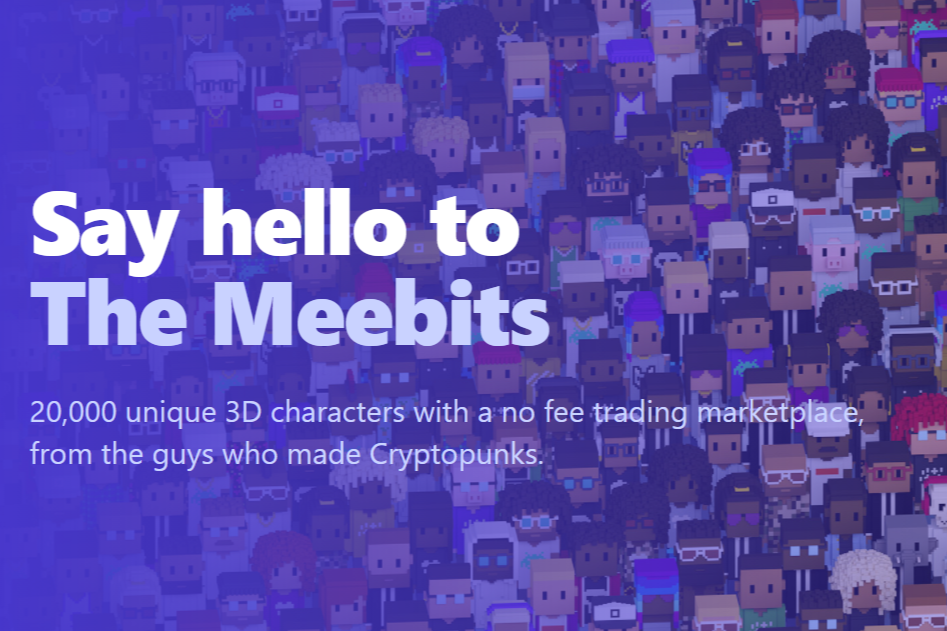 Say hello to
The Meebits
20,000 unique 3D characters with a no fee trading marketplace,
from the guys who made Cryptopunks.